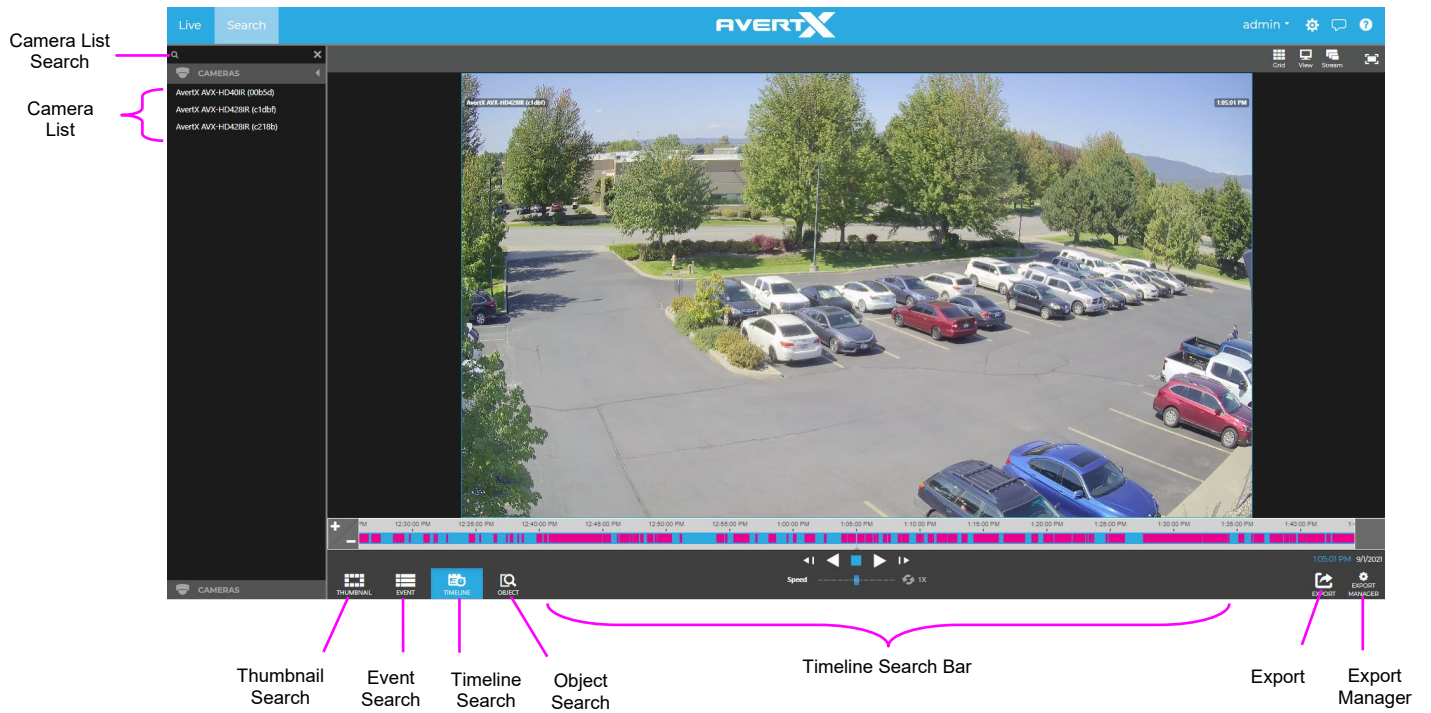 Live Search AVERTX admin
Camera List
Search
CAMERAS
Grid View Stream
Camera
List
AvertX AVX-HD40IR (00b5d)
AvertX AVX-HD428IR (c1dbf)
AvertX AVX-HD428IR (c218b)
AvertX AVX-HD428IR (c1dbf) 1:05:01 PM
PM 12:30:00 PM 12:35:00 PM 12:40:00 PM 12:45:00 PM 12:50:00 PM 12:55:00 PM 1:00:00 PM 1:05:00 PM 1:10:00 PM 1:15:00 PM 1:20:00 PM 1:25:00 PM 1:30:00 PM 1:35:00 PM 1:40:00 PM
1:05:01 PM 9/1/2021
Speed 1X
CAMERAS
THUMBNAIL EVENT TIMELINE OBJECT EXPORT EXPORT
MANAGER
Thumbnail
Search
Event
Search
Timeline
Search
Object
Search
Timeline Search Bar
Export
Export
Manager